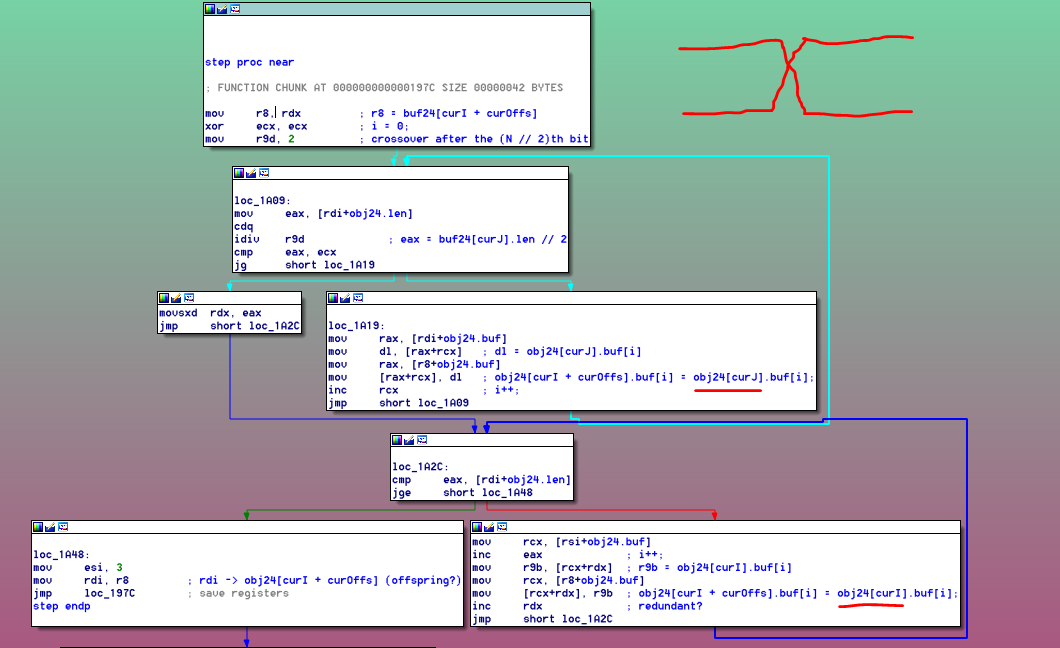 step proc near
; FUNCTION CHUNK AT 000000000000197C SIZE 00000042 BYTES
mov r8, rdx ; r8 = buf24[curI + curOffs]
xor ecx, ecx ; i = 0;
mov r9d, 2 ; crossover after the (N // 2)th bit
loc_1A09:
mov eax, [rdi+obj24.len]
cdq
idiv r9d ; eax = buf24[curJ].len // 2
cmp eax, ecx
jg short loc_1A19
movsxd rdx, eax
jmp short loc_1A2C
loc_1A19:
mov rax, [rdi+obj24.buf]
mov dl, [rax+rcx] ; dl = obj24[curJ].buf[i]
mov rax, [r8+obj24.buf]
mov [rax+rcx], dl ; obj24[curI + curOffs].buf[i] = obj24[curJ].buf[i];
inc rcx ; i++;
jmp short loc_1A09
loc_1A2C:
cmp eax, [rdi+obj24.len]
jge short loc_1A48
loc_1A48:
mov esi, 3
mov rdi, r8 ; rdi -> obj24[curI + curOffs] (offspring?)
jmp loc_197C ; save registers
step endp
mov rcx, [rsi+obj24.buf]
inc eax ; i++;
mov r9b, [rcx+rdx] ; r9b = obj24[curI].buf[i]
mov rcx, [r8+obj24.buf]
mov [rcx+rdx], r9b ; obj24[curI + curOffs].buf[i] = obj24[curI].buf[i];
inc rdx ; redundant?
jmp short loc_1A2C